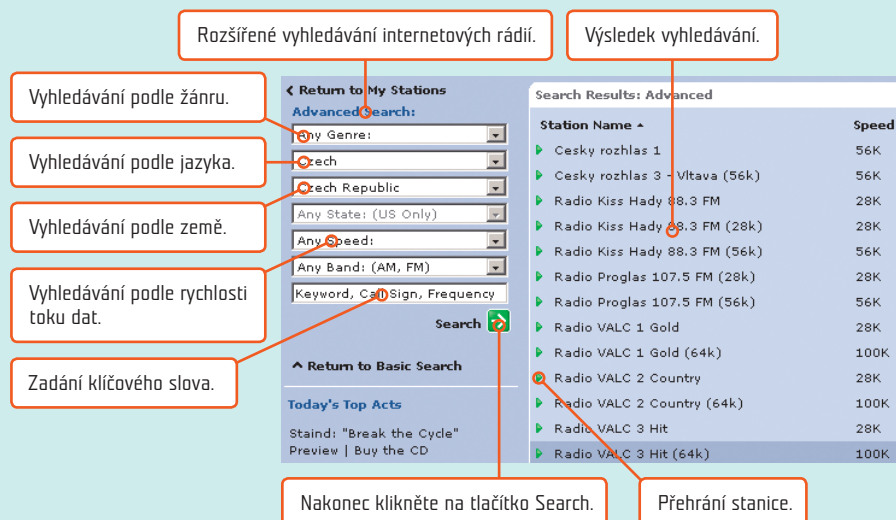 Rozšířené vyhledávání internetových rádií.
Výsledek vyhledávání.
Vyhledávání podle žánru.
Vyhledávání podle jazyka.
Vyhledávání podle země.
Vyhledávání podle rychlosti
toku dat.
Zadání klíčového slova.
Return to My Stations
Advanced Search:
Any Genre:
Czech
Czech Republic
Any State: (US Only)
Any Speed:
Any Band: (AM, FM)
Keyword, Call Sign, Frequency
Search
Return to Basic Search
Today's Top Acts
Staind: "Break the Cycle"
Preview | Buy the CD
Search Results: Advanced
Station Name Speed
Cesky rozhlas 1 56K
Cesky rozhlas 3 - Vltava (56k) 56K
Radio Kiss Hady 88.3 FM 28K
Radio Kiss Hady 88.3 FM (28k) 28K
Radio Kiss Hady 88.3 FM (56k) 56K
Radio Proglas 107.5 FM (28k) 28K
Radio Proglas 107.5 FM (56k) 56K
Radio VALC 1 Gold 28K
Radio VALC 1 Gold (64k) 100K
Radio VALC 2 Country 28K
Radio VALC 2 Country (64k) 100K
Radio VALC 3 Hit 28K
Radio VALC 3 Hit (64k) 100K
Nakonec klikněte na tlačítko Search.
Přehrání stanice.